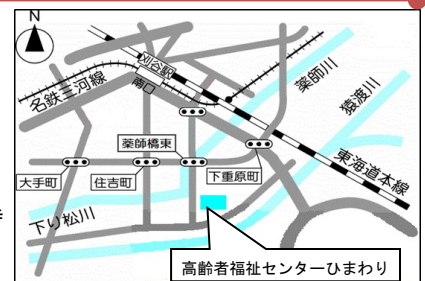 N
刈谷駅
南口
名鉄三河線
薬師川
猿渡川
薬師橋東
大手町
住吉町
下重原町
東海道本線
下り松川
高齢者福祉センターひまわり